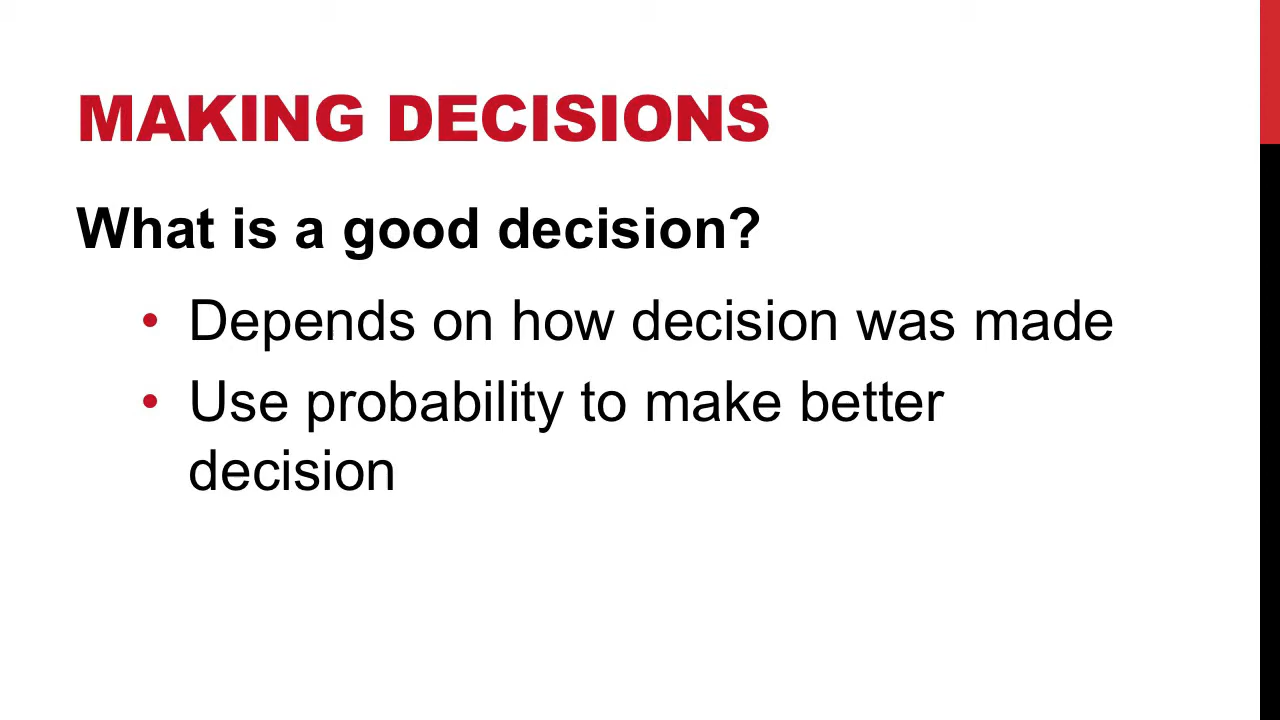 MAKING DECISIONS
What is a good decision?
• Depends on how decision was made
• Use probability to make better
decision